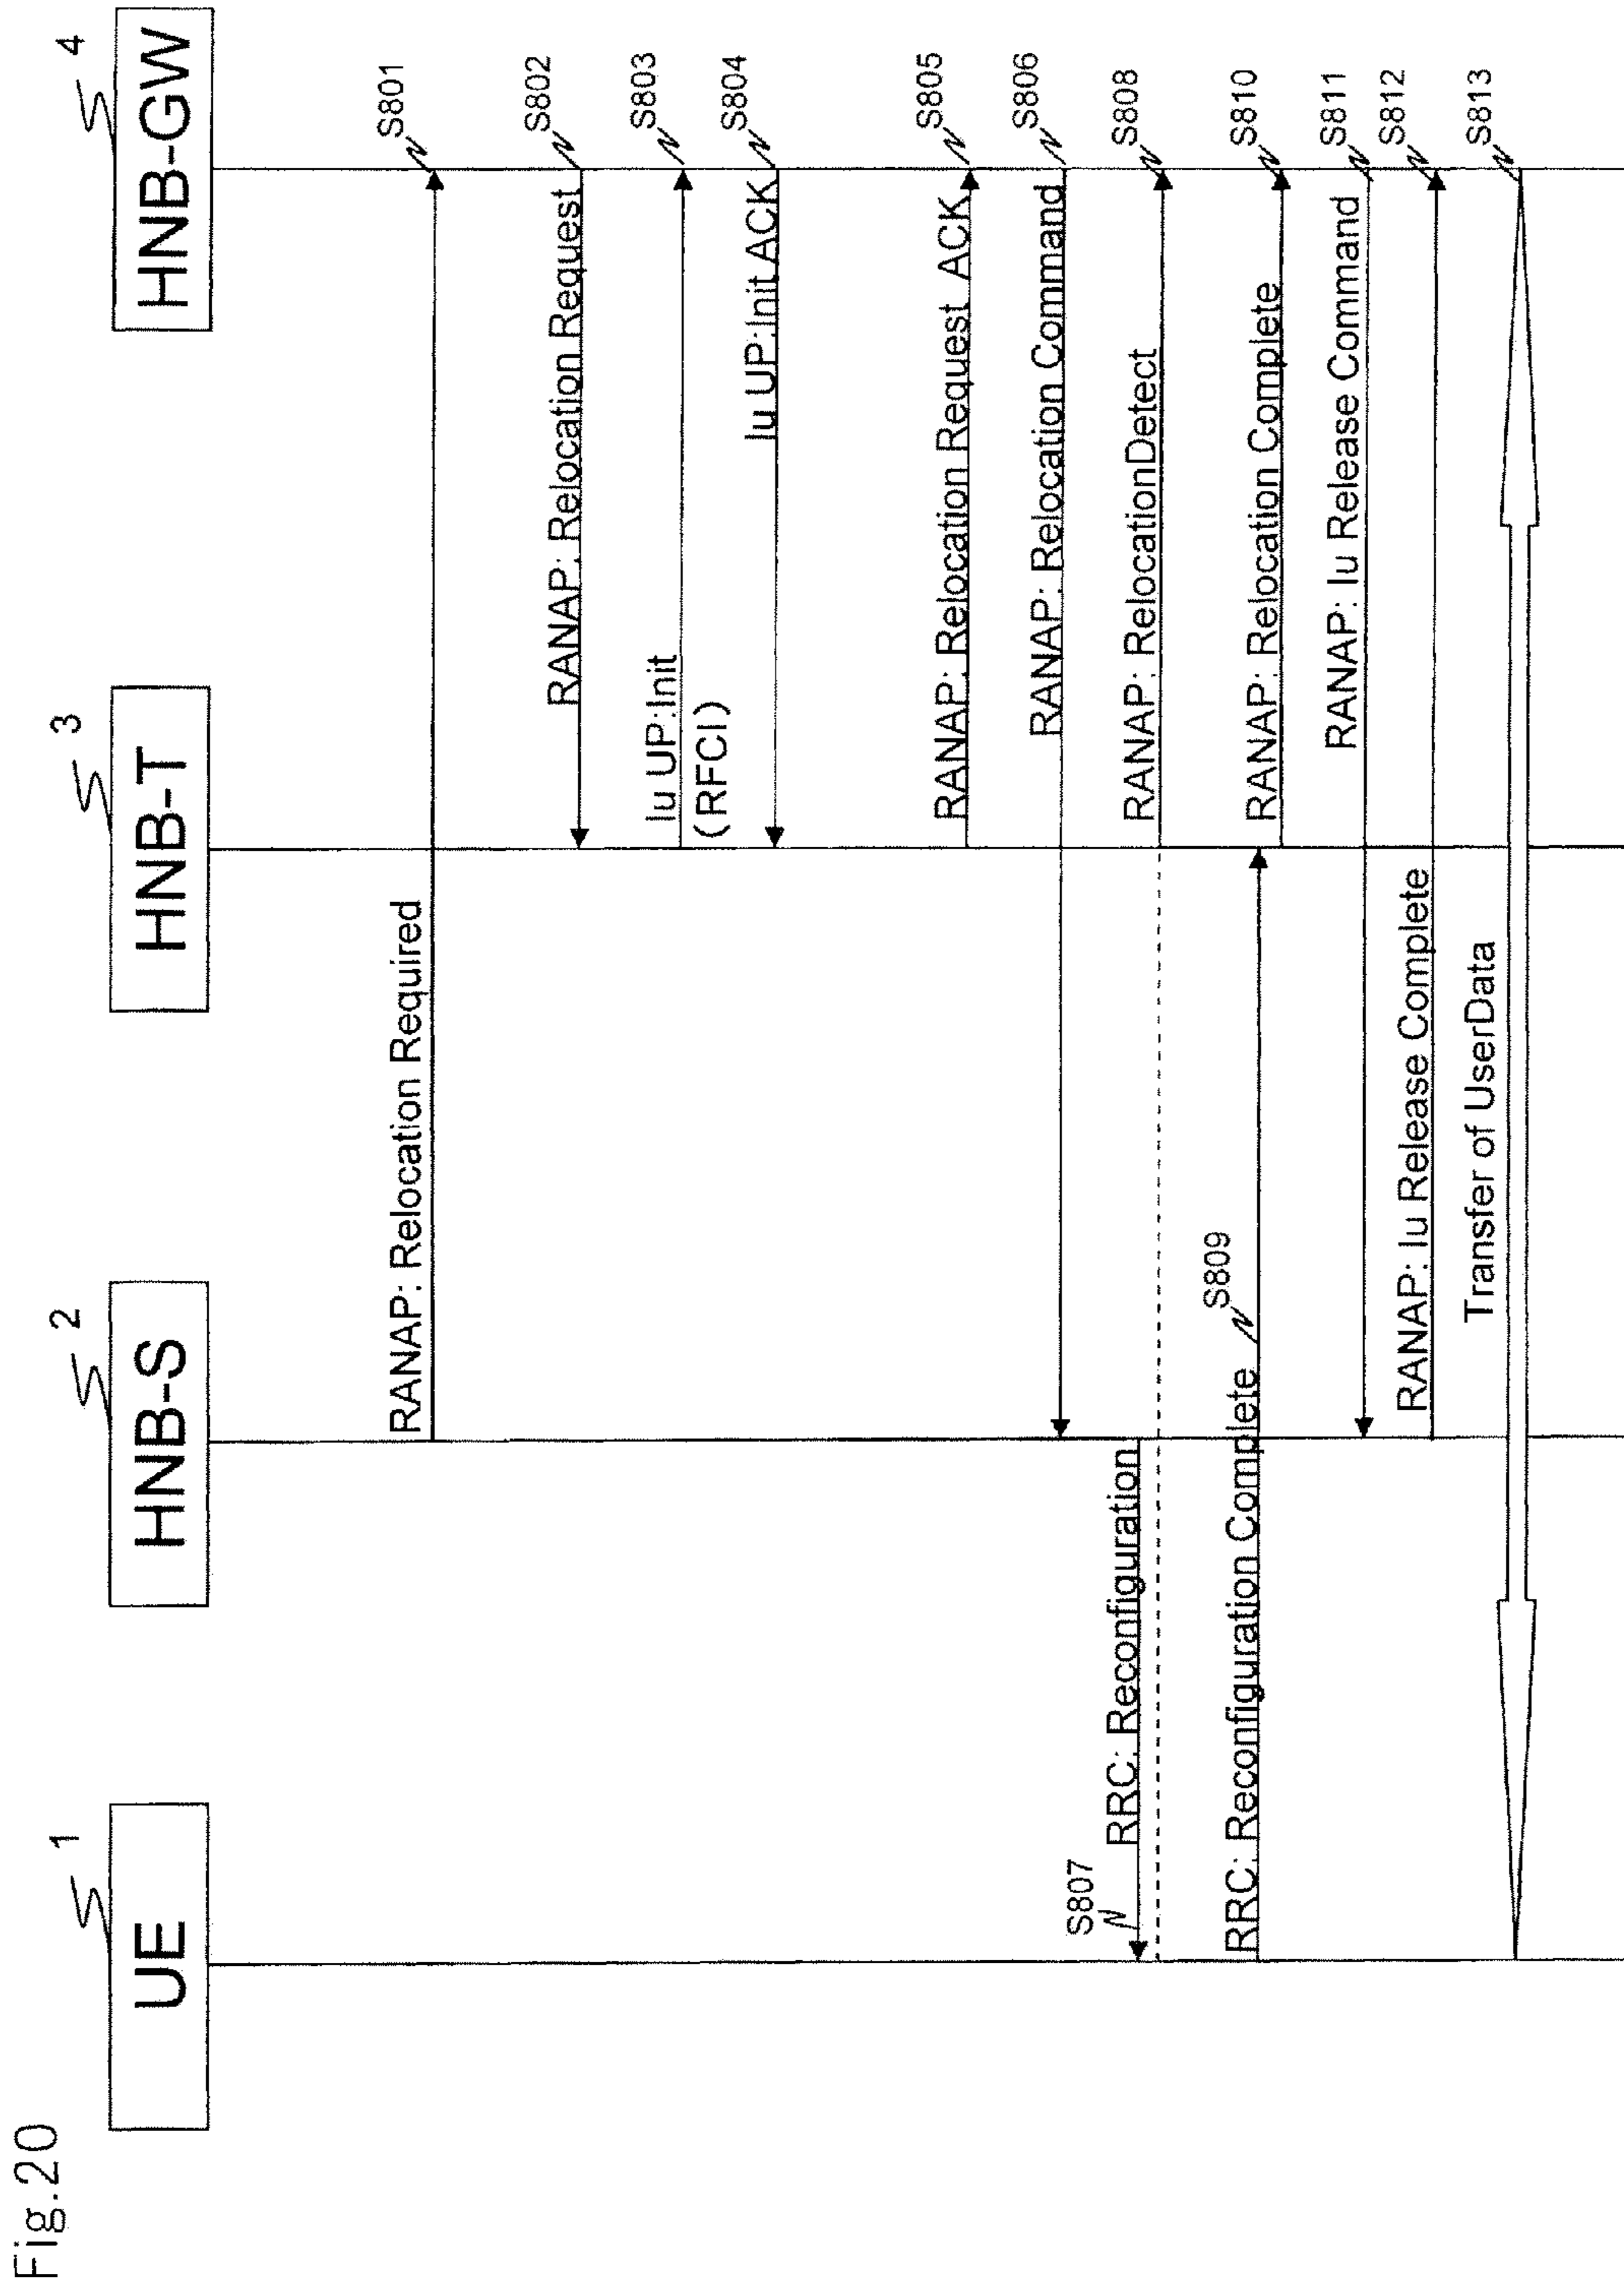 Fig.20
1
UE
2
HNB-S
3
HNB-T
4
HNB-GW
RANAP: Relocation Required
S801
RANAP: Relocation Request
S802
Iu UP:Init
(RFCI)
S803
Iu UP:Init ACK
S804
RANAP: Relocation Request ACK
S805
RANAP: Relocation Command
S806
S807
RRC: Reconfiguration
RANAP: RelocationDetect
S808
RRC: Reconfiguration Complete
S809
RANAP: Relocation Complete
S810
RANAP: Iu Release Command
S811
RANAP: Iu Release Complete
S812
Transfer of UserData
S813